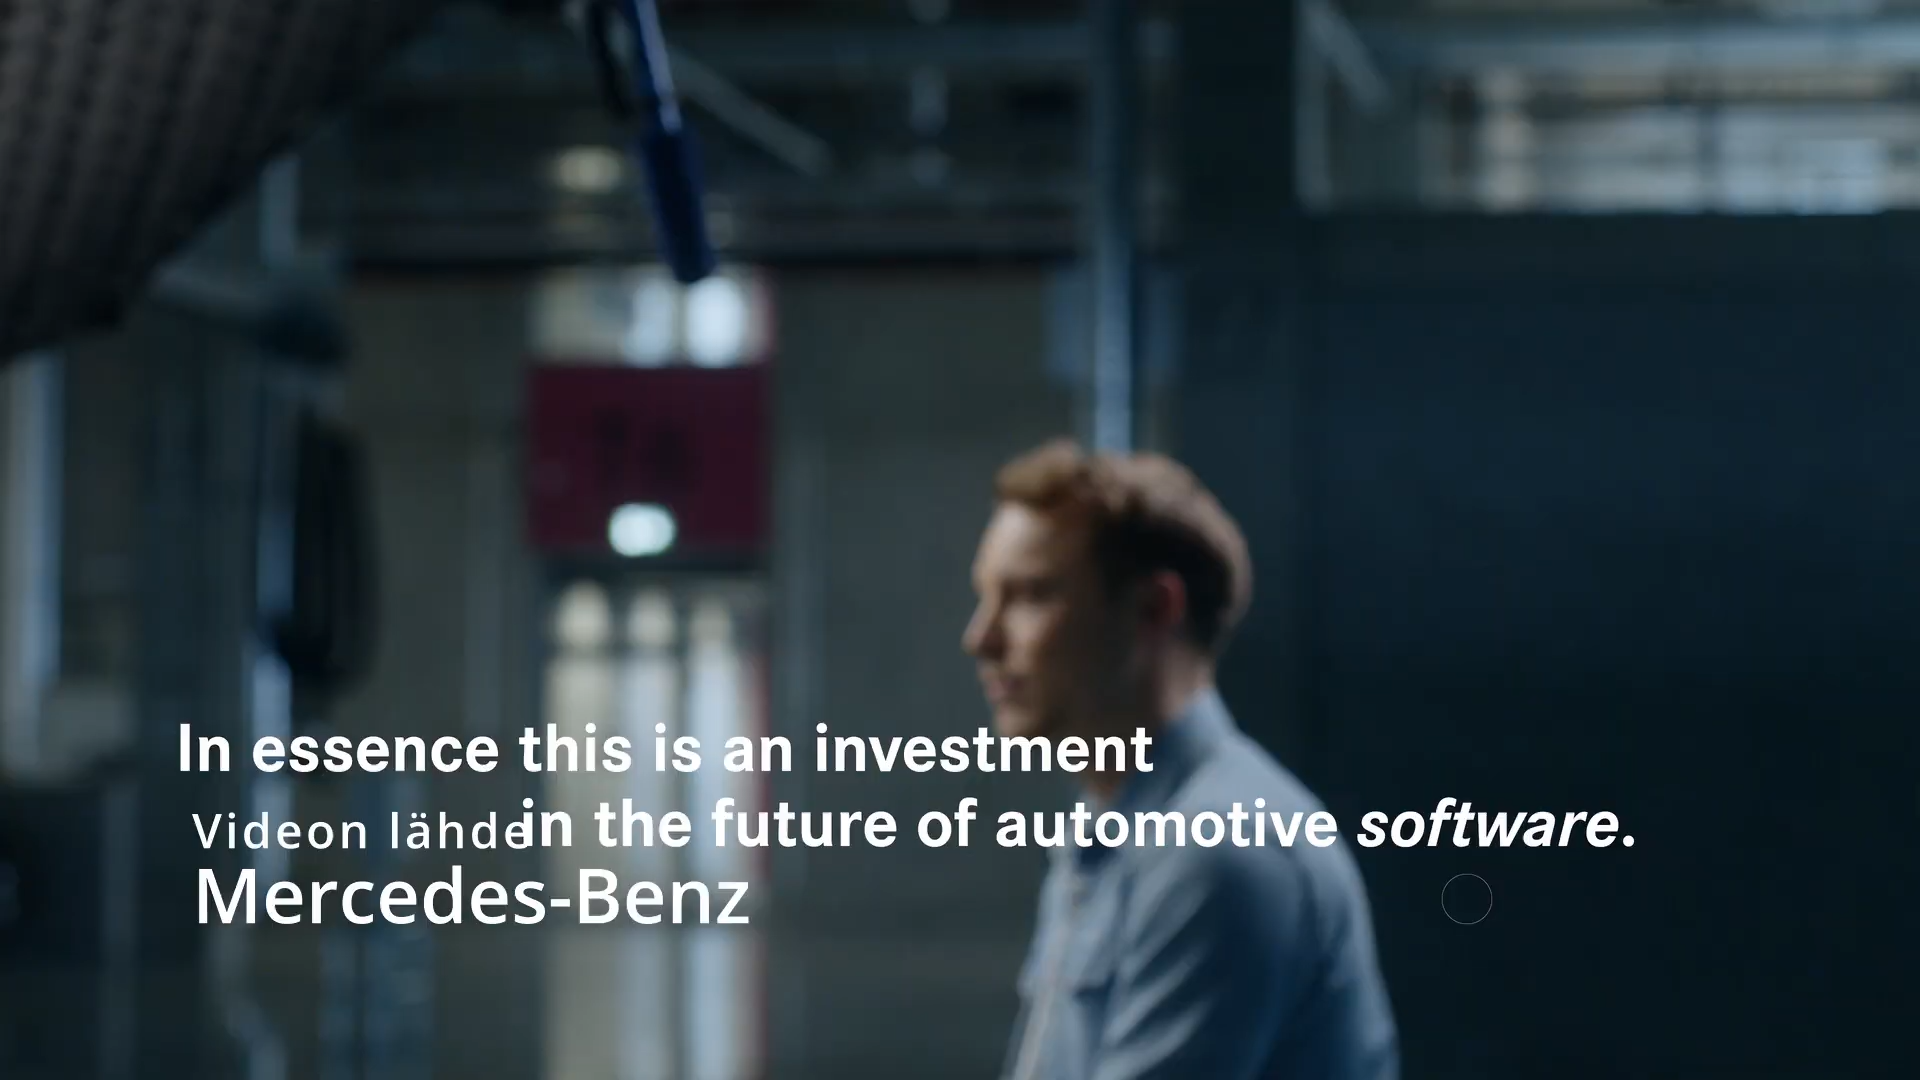 In essence this is an investment
in the future of automotive software.
Videon lähde
Mercedes-Benz